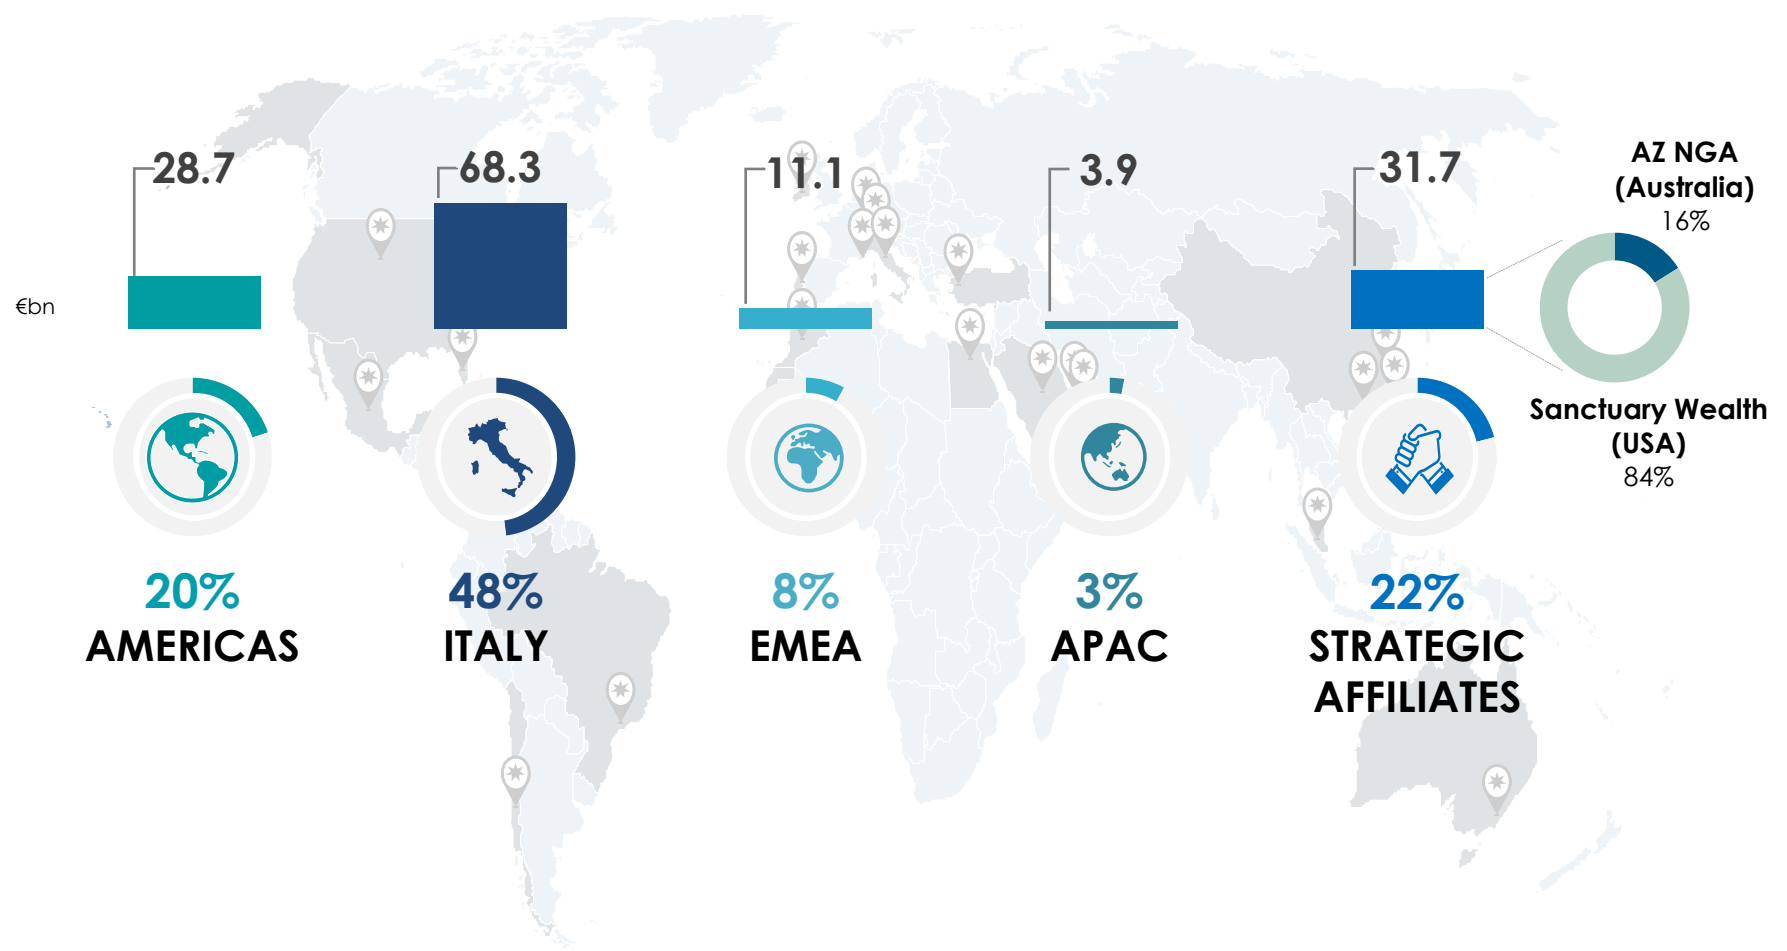 28.7
68.3
11.1
3.9
31.7
AZ NGA
(Australia)
16%
€bn
Sanctuary Wealth
(USA)
84%
20%
AMERICAS
48%
ITALY
8%
EMEA
3%
APAC
22%
STRATEGIC
AFFILIATES